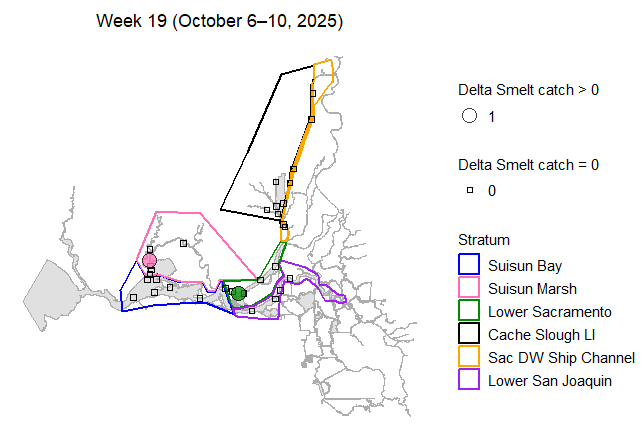 Week 19 (October 6–10, 2025)
Delta Smelt catch > 0
1
Delta Smelt catch = 0
0
Stratum
Suisun Bay
Suisun Marsh
Lower Sacramento
Cache Slough LI
Sac DW Ship Channel
Lower San Joaquin